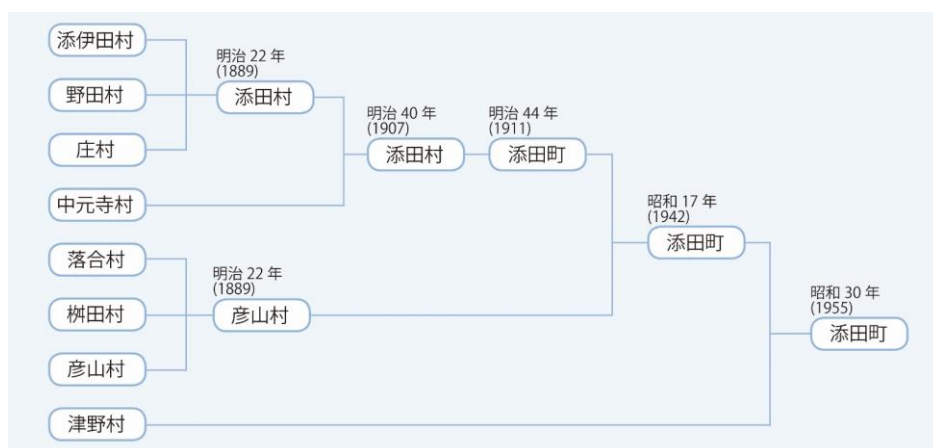 添伊田村
野田村
庄村
中元寺村
落合村
桝田村
彦山村
津野村
明治 22 年
(1889)
添田村
明治 22 年
(1889)
彦山村
明治 40 年
(1907)
添田村
明治 44 年
(1911)
添田町
昭和 17 年
(1942)
添田町
昭和 30 年
(1955)
添田町